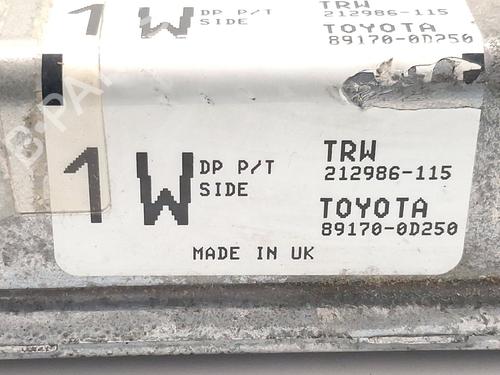 1 W DP P/T TRW
SIDE 212986-115
TOYOTA
89170-0D250
1 W DP P/T TRW
SIDE 212986-115
TOYOTA
89170-0D250
MADE IN UK